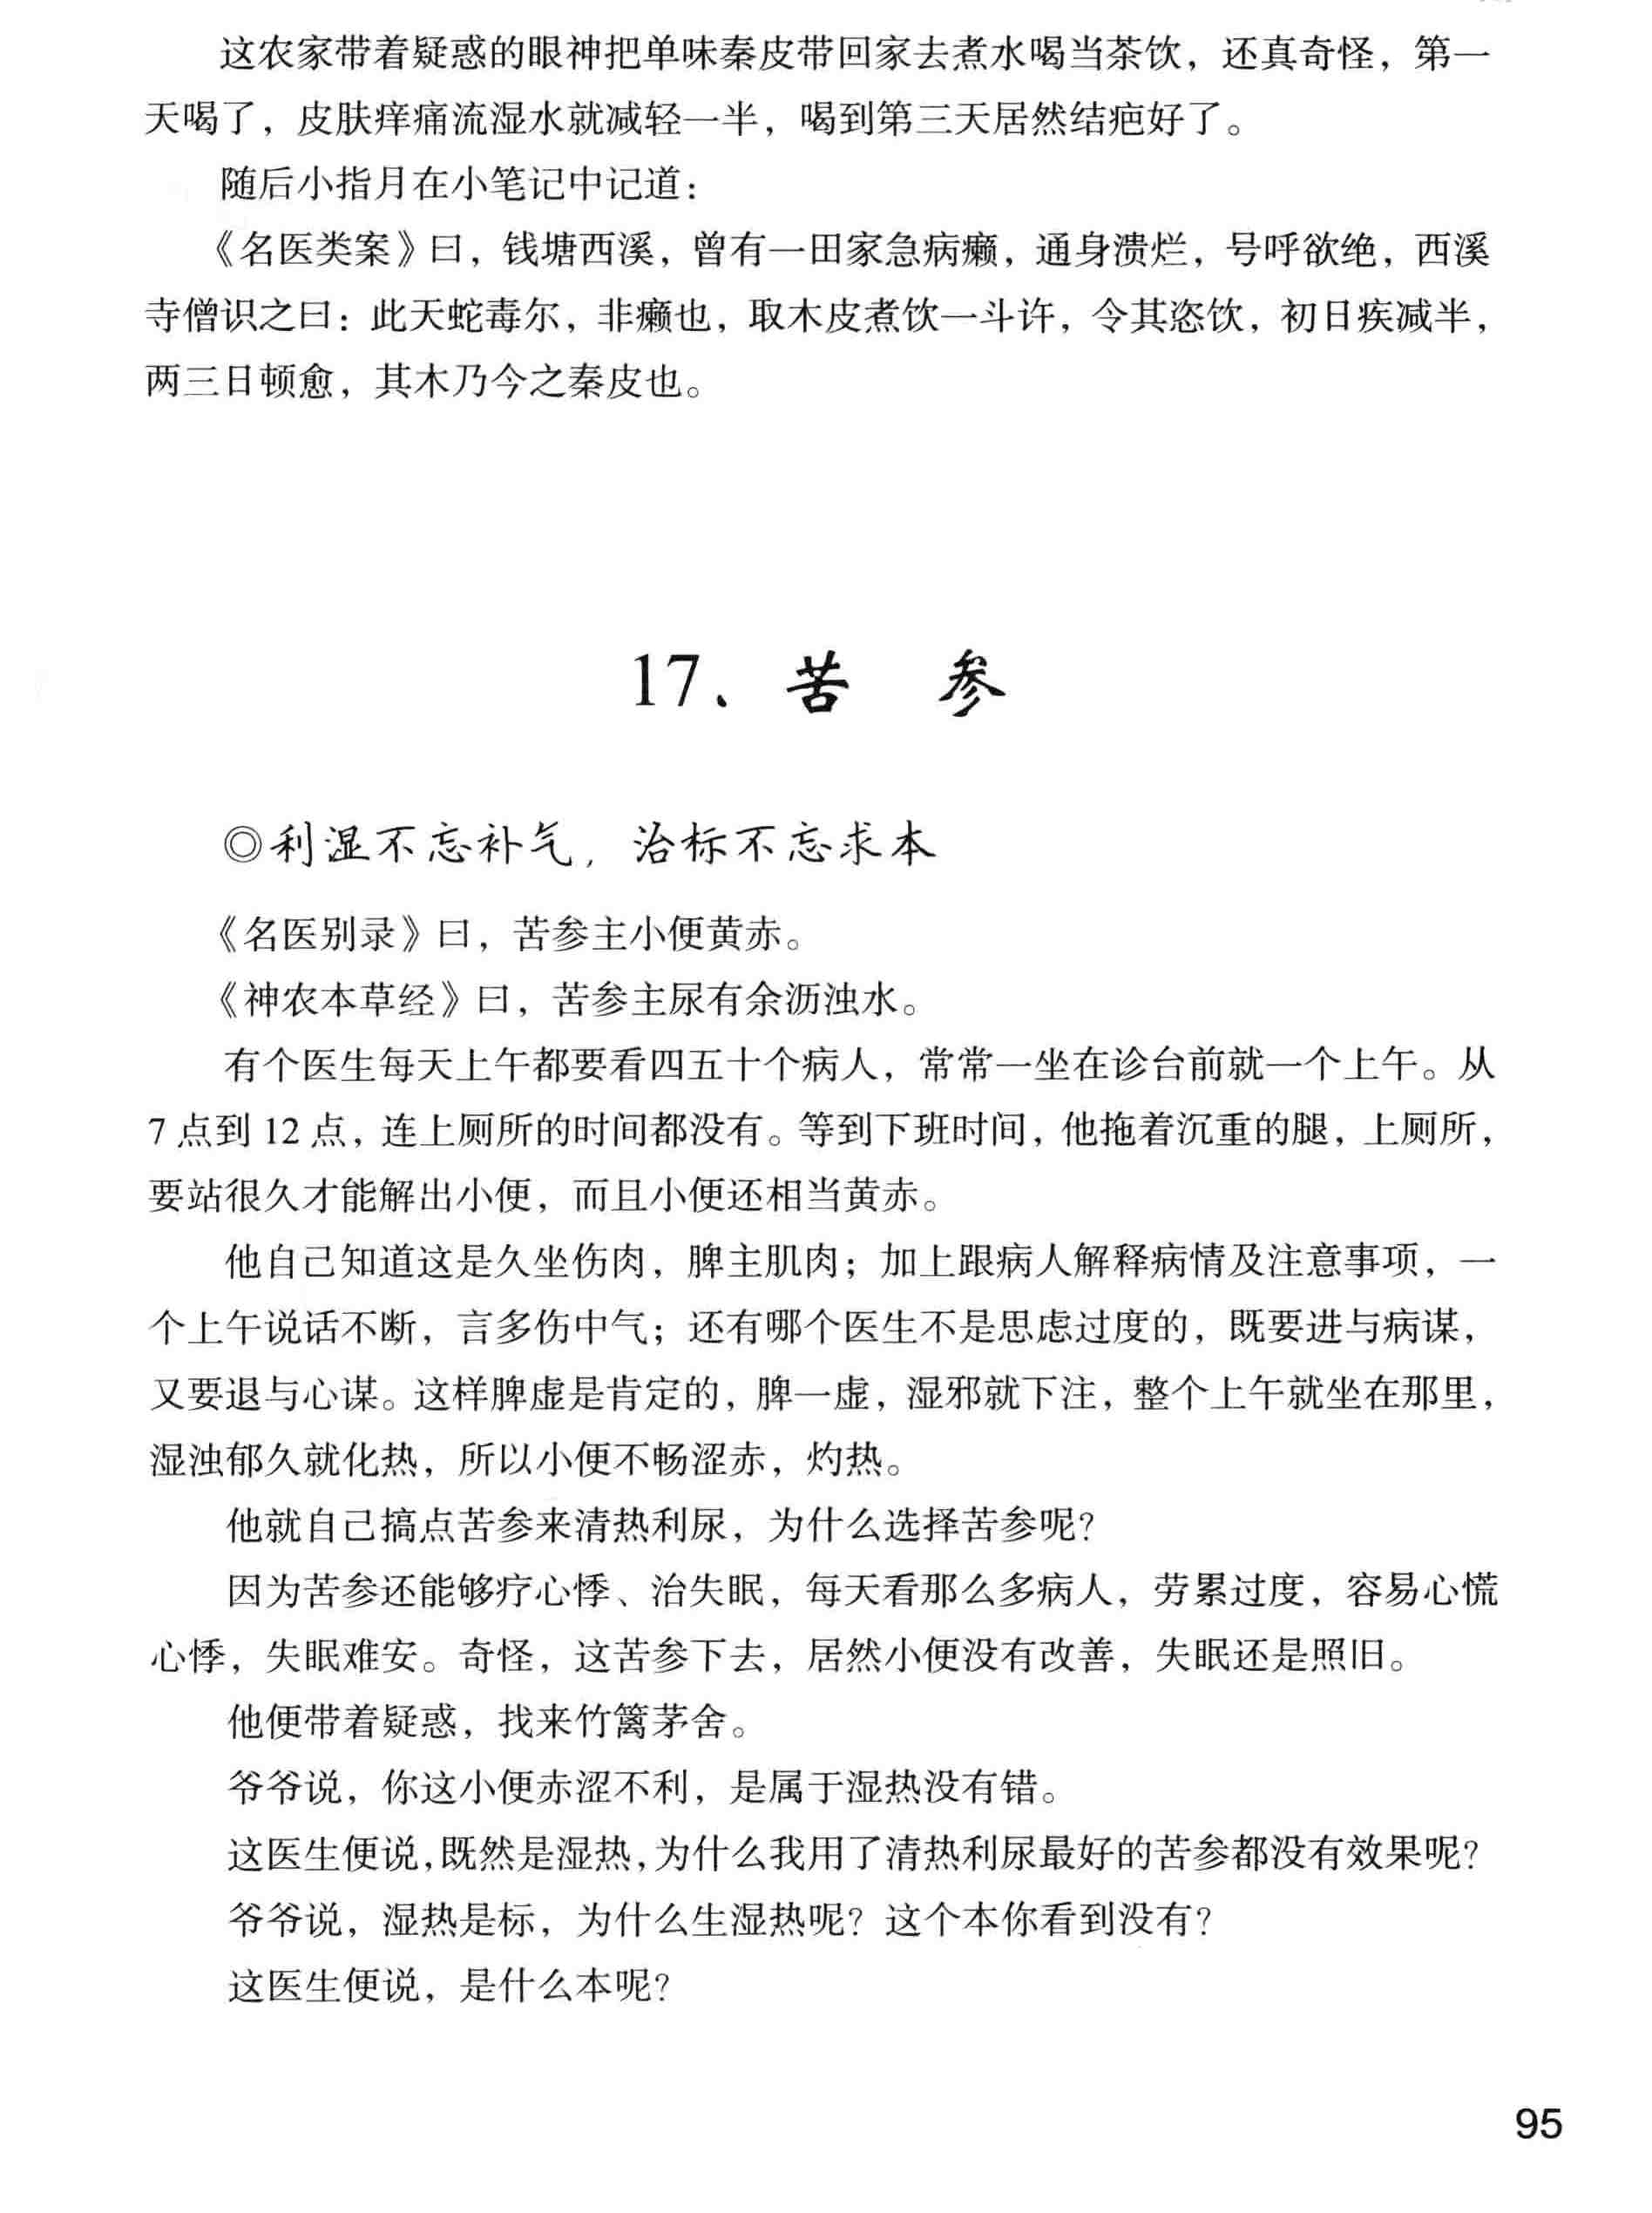 这农家带着疑惑的眼神把单味秦皮带回家去煮水喝当茶饮，还真奇怪，第一
天喝了，皮肤痒痛流湿水就减轻一半，喝到第三天居然结疤好了。
随后小指月在小笔记中记道：
《名医类案》曰，钱塘西溪，曾有一田家急病癞，通身溃烂，号呼欲绝，西溪
寺僧识之曰：此天蛇毒尔，非癞也，取木皮煮饮一斗许，令其恣饮，初日疾减半，
两三日顿愈，其木乃今之秦皮也。
17、苦　参
◎利湿不忘补气，治标不忘求本
《名医别录》曰，苦参主小便黄赤。
《神农本草经》曰，苦参主尿有余沥浊水。
有个医生每天上午都要看四五十个病人，常常一坐在诊台前就一个上午。从
7点到12点，连上厕所的时间都没有。等到下班时间，他拖着沉重的腿，上厕所，
要站很久才能解出小便，而且小便还相当黄赤。
他自己知道这是久坐伤肉，脾主肌肉；加上跟病人解释病情及注意事项，一
个上午说话不断，言多伤中气；还有哪个医生不是思虑过度的，既要进与病谋，
又要退与心谋。这样脾虚是肯定的，脾一虚，湿邪就下注，整个上午就坐在那里，
湿浊郁久就化热，所以小便不畅涩赤，灼热。
他就自己搞点苦参来清热利尿，为什么选择苦参呢？
因为苦参还能够疗心悸、治失眠，每天看那么多病人，劳累过度，容易心慌
心悸，失眠难安。奇怪，这苦参下去，居然小便没有改善，失眠还是照旧。
他便带着疑惑，找来竹篱茅舍。
爷爷说，你这小便赤涩不利，是属于湿热没有错。
这医生便说，既然是湿热，为什么我用了清热利尿最好的苦参都没有效果呢？
爷爷说，湿热是标，为什么生湿热呢？这个本你看到没有？
这医生便说，是什么本呢？
95